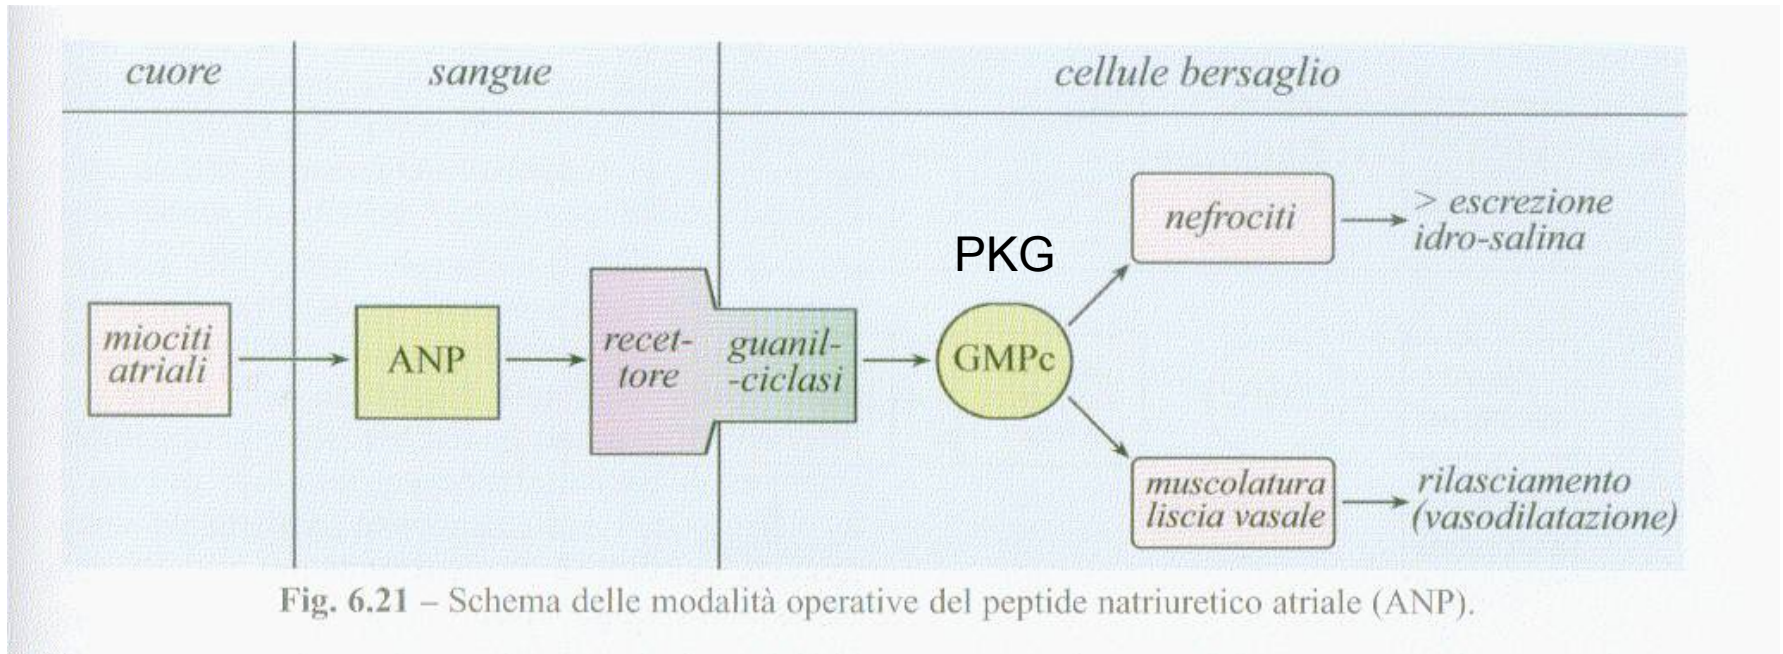 cuore
sangue
cellule bersaglio
miociti
atriali
ANP
recet-
tore
guanil-
-ciclasi
PKG
GMPc
nefrociti
> escrezione
idro-salina
muscolatura
liscia vasale
rilasciamento
(vasodilatazione)
Fig. 6.21 – Schema delle modalità operative del peptide natriuretico atriale (ANP).